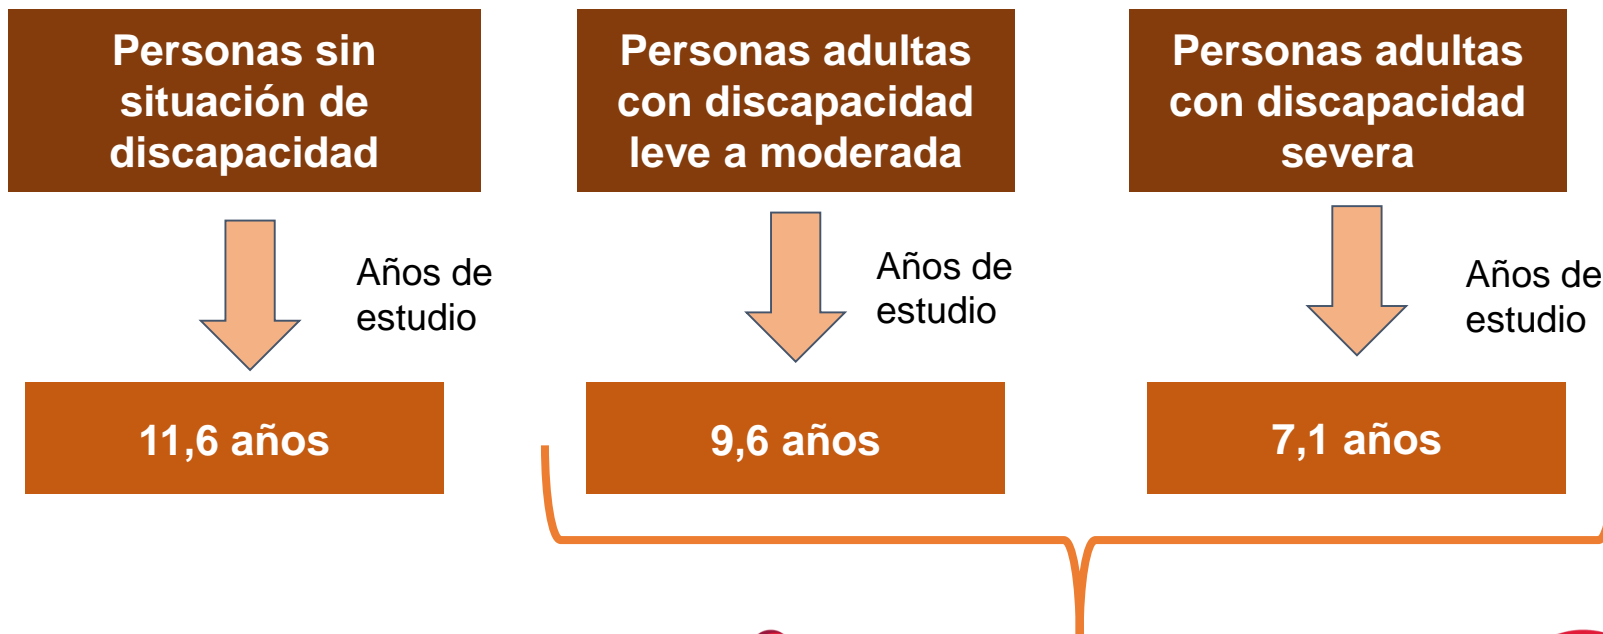 Personas sin
situación de
discapacidad
Personas adultas
con discapacidad
leve a moderada
Personas adultas
con discapacidad
severa
Años de
estudio
Años de
estudio
Años de
estudio
11,6 años
9,6 años
7,1 años